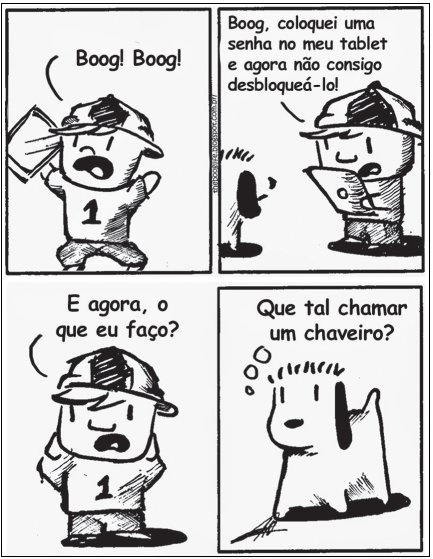 Boog! Boog!
Boog, coloquei uma
senha no meu tablet
e agora não consigo
desbloqueá-lo!
1
E agora, o
que eu faço?
1
Que tal chamar
um chaveiro?